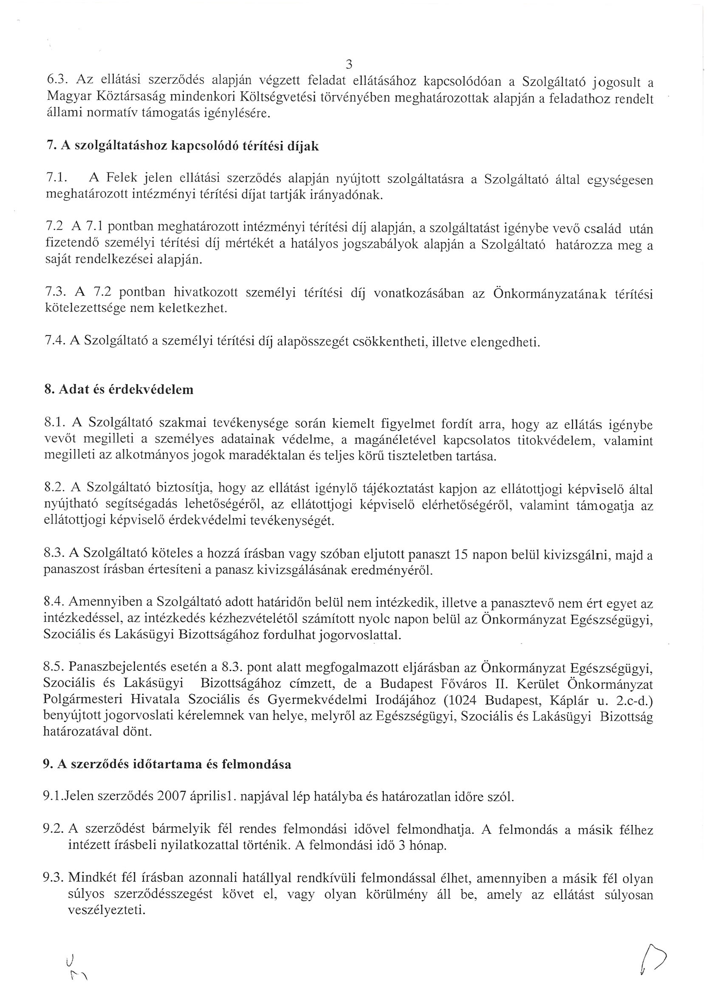 3
6.3. Az ellátási szerződés alapján végzett feladat ellátásához kapcsolódóan a Szolgáltató jogosult a
Magyar Köztársaság mindenkori Költségvetési törvényében meghatározottak alapján a feladathoz rendelt
állami normatív támogatás igénylésére.
7. A szolgáltatáshoz kapcsolódó térítési díjak
7.1. A Felek jelen ellátási szerződés alapján nyújtott szolgáltatásra a Szolgáltató által egységesen
meghatározott intézményi térítési díjat tartják irányadónak.
7.2 A 7.1 pontban meghatározott intézményi térítési díj alapján, a szolgáltatást igénybe vevő család után
fizetendő személyi térítési díj mértékét a hatályos jogszabályok alapján a Szolgáltató határozza meg a
saját rendelkezései alapján.
7.3. A 7.2 pontban hivatkozott személyi térítési díj vonatkozásában az Önkormányzatának térítési
kötelezettsége nem keletkezhet.
7.4. A Szolgáltató a személyi térítési díj alapösszegét csökkentheti, illetve elengedheti.
8. Adat és érdekvédelem
8.1. A Szolgáltató szakmai tevékenysége során kiemelt figyelmet fordít arra, hogy az ellátás igénybe
vevőt megilleti a személyes adatainak védelme, a magánéletével kapcsolatos titokvédelem, valamint
megilleti az alkotmányos jogok maradéktalan és teljes körű tiszteletben tartása.
8.2. A Szolgáltató biztosítja, hogy az ellátást igénylő tájékoztatást kapjon az ellátottjogi képviselő által
nyújtható segítségadás lehetőségéről, az ellátottjogi képviselő elérhetőségéről, valamint támogatja az
ellátottjogi képviselő érdekvédelmi tevékenységét.
8.3. A Szolgáltató köteles a hozzá írásban vagy szóban eljutott panaszt 15 napon belül kivizsgálni, majd a
panaszost írásban értesíteni a panasz kivizsgálásának eredményéről.
8.4. Amennyiben a Szolgáltató adott határidőn belül nem intézkedik, illetve a panasztevő nem ért egyet az
intézkedéssel, az intézkedés kézhezvételétől számított nyolc napon belül az Önkormányzat Egészségügyi,
Szociális és Lakásügyi Bizottságához fordulhat jogorvoslattal.
8.5. Panaszbejelentés esetén a 8.3. pont alatt megfogalmazott eljárásban az Önkormányzat Egészségügyi,
Szociális és Lakásügyi Bizottságához címzett, de a Budapest Főváros II. Kerület Önkormányzat
Polgármesteri Hivatala Szociális és Gyermekvédelmi Irodájához (1024 Budapest, Káplár u. 2.c-d.)
benyújtott jogorvoslati kérelemnek van helye, melyről az Egészségügyi, Szociális és Lakásügyi Bizottság
határozatával dönt.
9. A szerződés időtartama és felmondása
9.1.Jelen szerződés 2007 április1. napjával lép hatályba és határozatlan időre szól.
9.2. A szerződést bármelyik fél rendes felmondási idővel felmondhatja. A felmondás a másik félhez
intézett írásbeli nyilatkozattal történik. A felmondási idő 3 hónap.
9.3. Mindkét fél írásban azonnali hatállyal rendkívüli felmondással élhet, amennyiben a másik fél olyan
súlyos szerződésszegést követ el, vagy olyan körülmény áll be, amely az ellátást súlyosan
veszélyezteti.